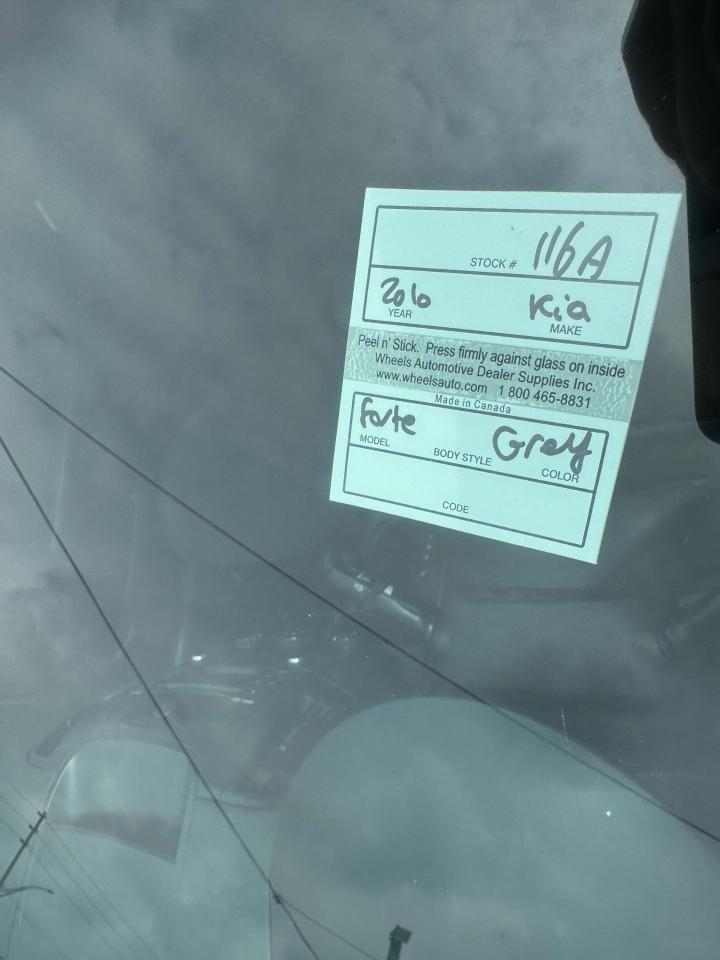 STOCK # 116A
2010 Kia
YEAR MAKE
Peel n' Stick. Press firmly against glass on inside
Wheels Automotive Dealer Supplies Inc.
www.wheelsauto.com 1 800 465-8831
Made in Canada
Forte Grey
MODEL BODY STYLE COLOR
CODE